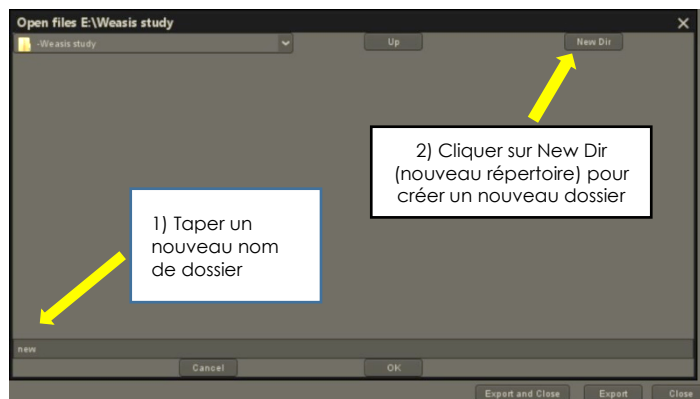 Open files E:\Weasis study
-Weasis study
Up
New Dir
2) Cliquer sur New Dir
(nouveau répertoire) pour
créer un nouveau dossier
1) Taper un
nouveau nom
de dossier
new
Cancel
OK
Export and Close
Export
Close